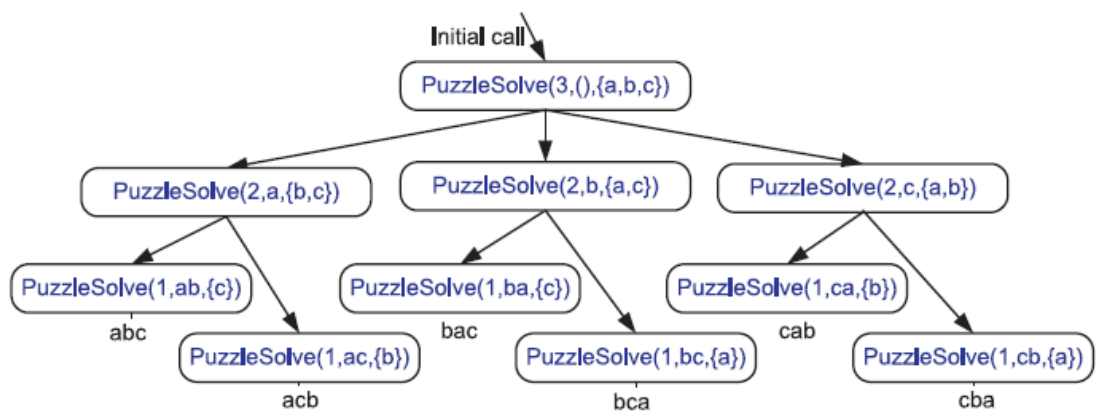 Initial call
PuzzleSolve(3,(),{a,b,c})
PuzzleSolve(2,a,{b,c})
PuzzleSolve(2,b,{a,c})
PuzzleSolve(2,c,{a,b})
PuzzleSolve(1,ab,{c})
abc
PuzzleSolve(1,ba,{c})
bac
PuzzleSolve(1,ca,{b})
cab
PuzzleSolve(1,ac,{b})
acb
PuzzleSolve(1,bc,{a})
bca
PuzzleSolve(1,cb,{a})
cba